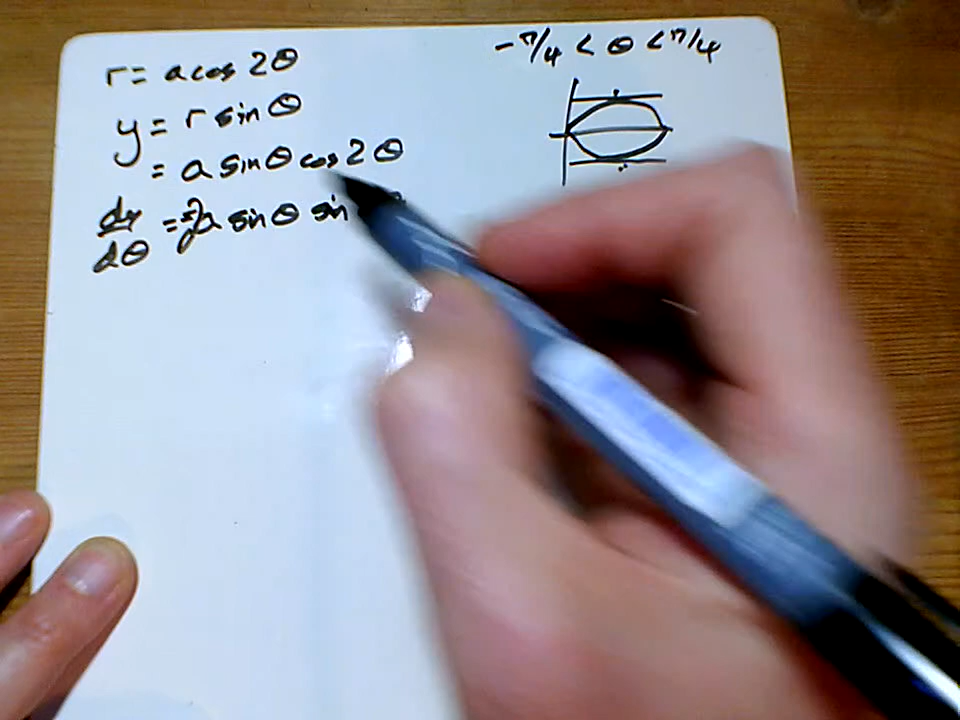 r = a cos 2θ
-π/4 < θ < π/4
y = r sin θ
= a sin θ cos 2θ
dy/dθ = -2a sin θ sin